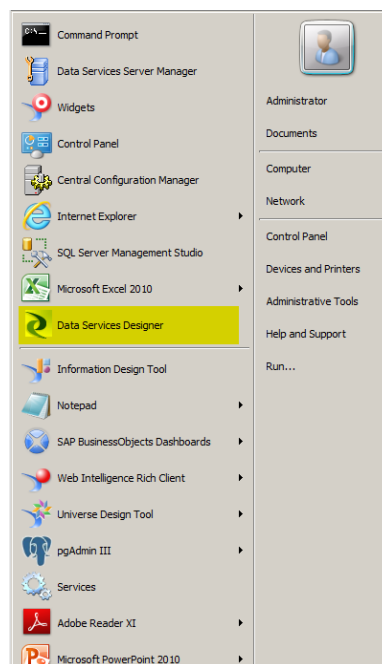 Command Prompt
Data Services Server Manager
Widgets
Control Panel
Central Configuration Manager
Internet Explorer
SQL Server Management Studio
Microsoft Excel 2010
Data Services Designer
Information Design Tool
Notepad
SAP BusinessObjects Dashboards
Web Intelligence Rich Client
Universe Design Tool
pgAdmin III
Services
Adobe Reader XI
Microsoft PowerPoint 2010
Administrator
Documents
Computer
Network
Control Panel
Devices and Printers
Administrative Tools
Help and Support
Run...